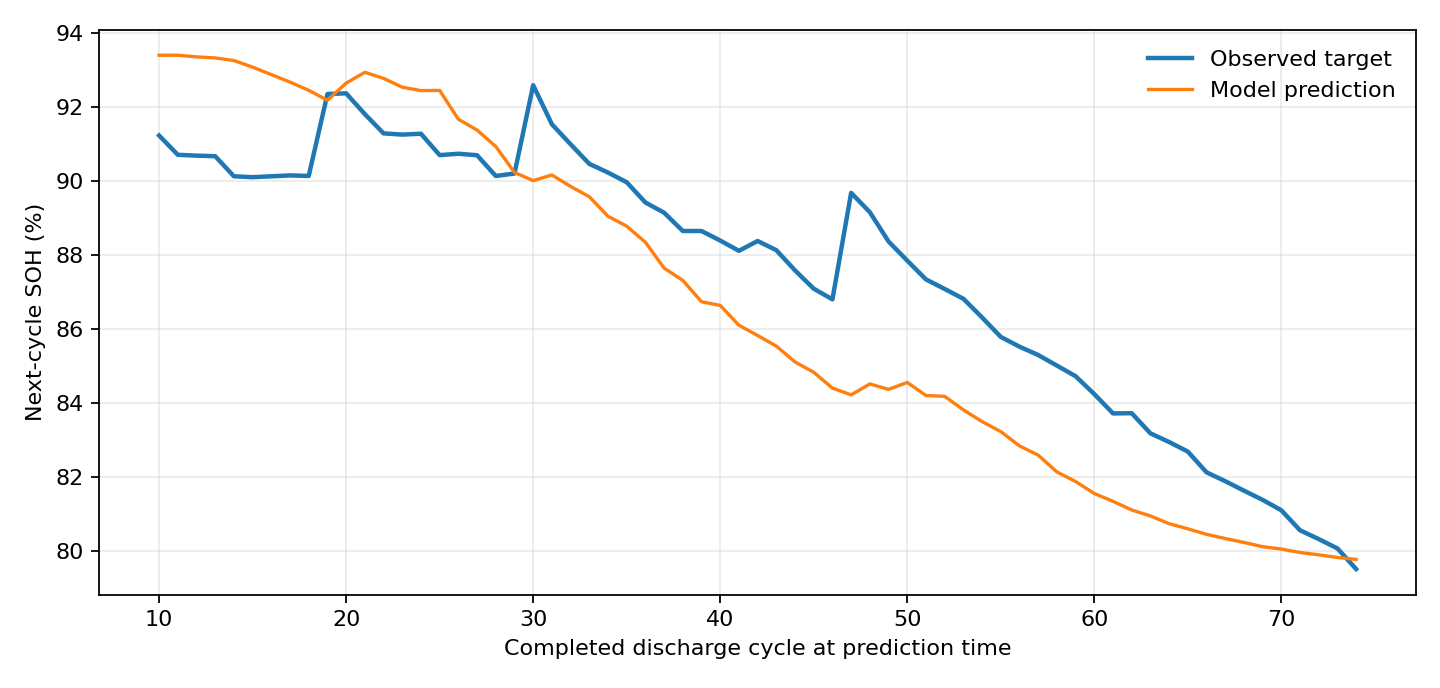 94
92
90
88
86
84
82
80
Next-cycle SOH (%)
Observed target
Model prediction
10 20 30 40 50 60 70
Completed discharge cycle at prediction time